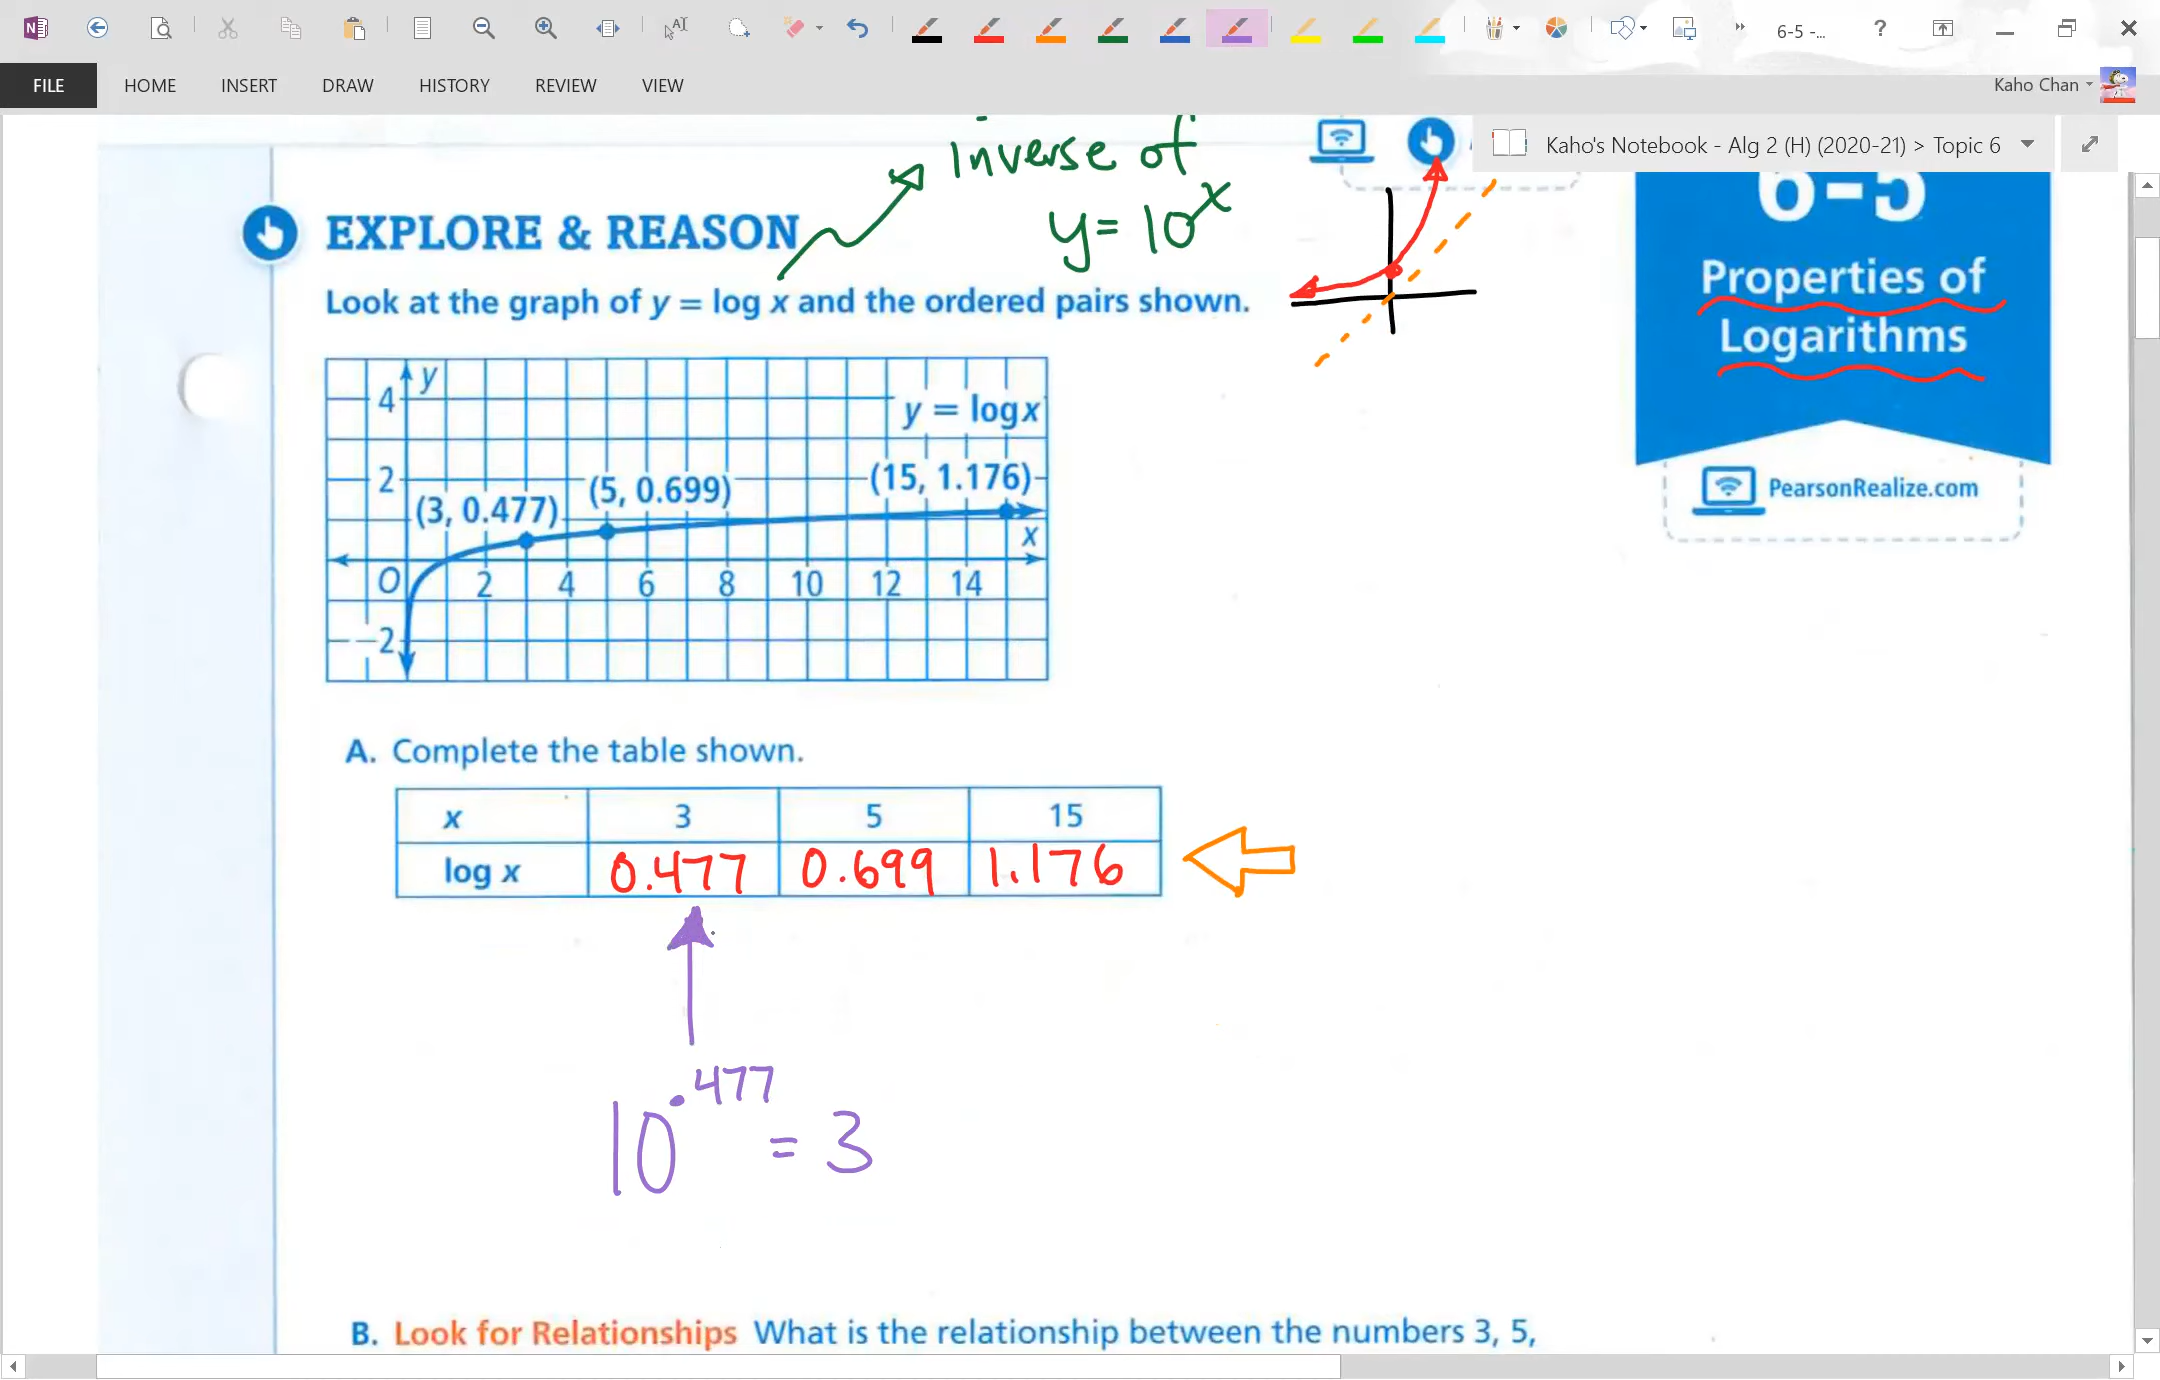 6-5 -...
?
FILE
HOME
INSERT
DRAW
HISTORY
REVIEW
VIEW
Kaho Chan
Kaho's Notebook - Alg 2 (H) (2020-21) > Topic 6
inverse of
y = 10^x
EXPLORE & REASON
Look at the graph of y = log x and the ordered pairs shown.
6-5
Properties of
Logarithms
PearsonRealize.com
y
4
y = log x
2
(3, 0.477)
(5, 0.699)
(15, 1.176)
x
O
2 4 6 8 10 12 14
-2
A. Complete the table shown.
x 3 5 15
log x 0.477 0.699 1.176
10^.477 = 3
B. Look for Relationships What is the relationship between the numbers 3, 5,